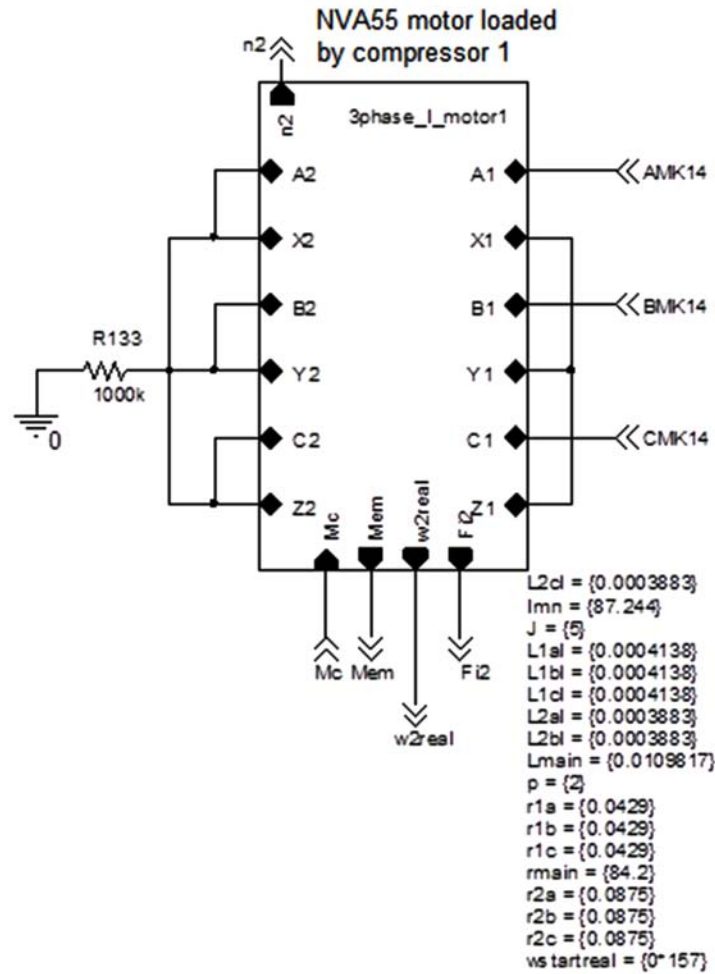 NVA55 motor loaded
by compressor 1
n2
n2
3phase_I_motor1
A2
A1
AMK14
X2
X1
B2
B1
BMK14
R133
1000k
Y2
Y1
0
C2
C1
CMK14
Z2
Z1
Mc
Mem
w2real
Fi2
Mc
Mem
Fi2
w2real
L2cl = {0.0003883}
Imn = {87.244}
J = {5}
L1al = {0.0004138}
L1bl = {0.0004138}
L1cl = {0.0004138}
L2al = {0.0003883}
L2bl = {0.0003883}
Lmain = {0.0109817}
p = {2}
r1a = {0.0429}
r1b = {0.0429}
r1c = {0.0429}
rmain = {84.2}
r2a = {0.0875}
r2b = {0.0875}
r2c = {0.0875}
wstartreal = {0*157}